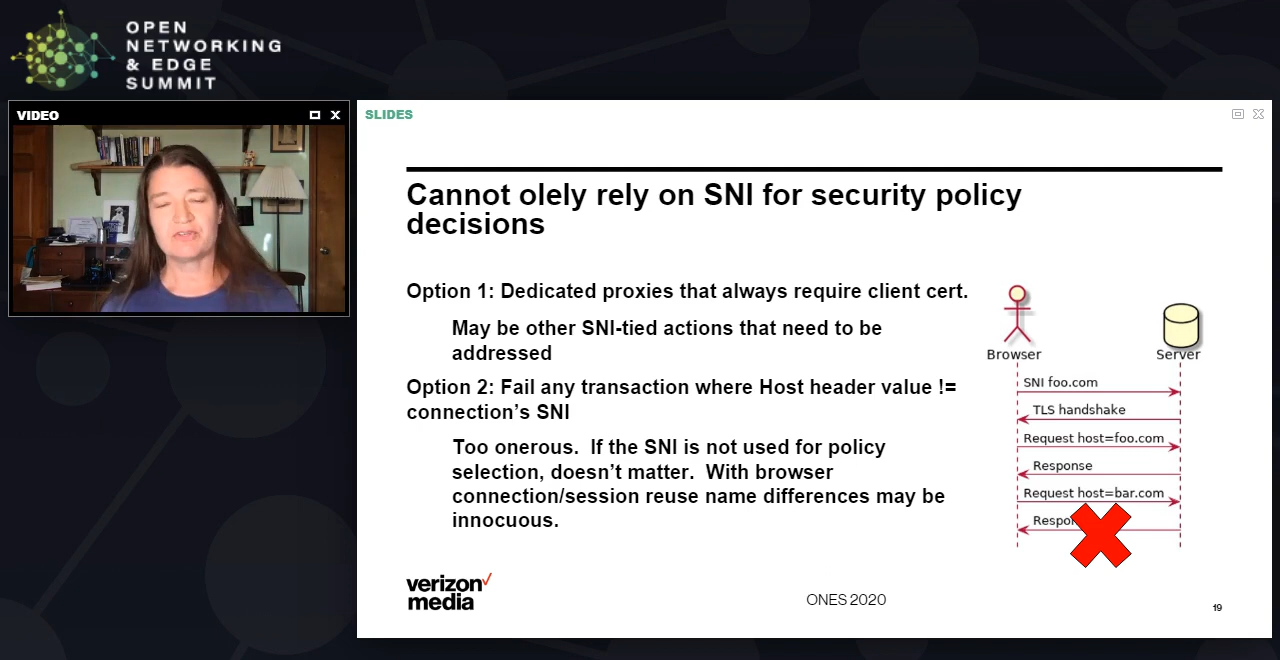 OPEN
NETWORKING
& EDGE
SUMMIT
VIDEO
SLIDES
Cannot olely rely on SNI for security policy
decisions
Option 1: Dedicated proxies that always require client cert.
May be other SNI-tied actions that need to be
addressed
Option 2: Fail any transaction where Host header value !=
connection’s SNI
Too onerous.  If the SNI is not used for policy
selection, doesn’t matter.  With browser
connection/session reuse name differences may be
innocuous.
Browser
Server
SNI foo.com
TLS handshake
Request host=foo.com
Response
Request host=bar.com
verizon✓
media
ONES 2020
19